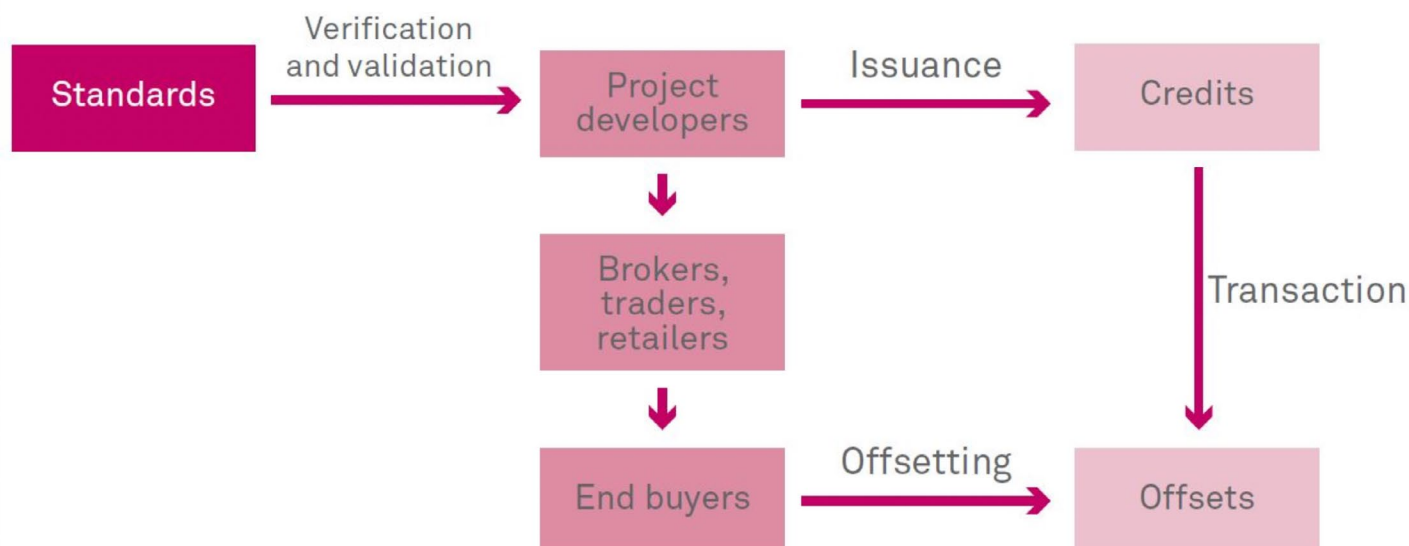 Verification
and validation
Standards
Project
developers
Issuance
Credits
Brokers,
traders,
retailers
Transaction
End buyers
Offsetting
Offsets